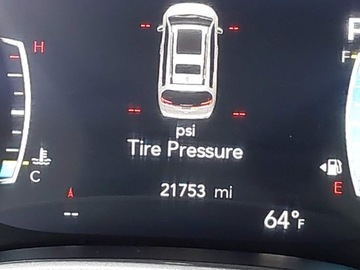 H
P
F
-- --
-- --
psi
Tire Pressure
C
E
21753 mi
--
64°F